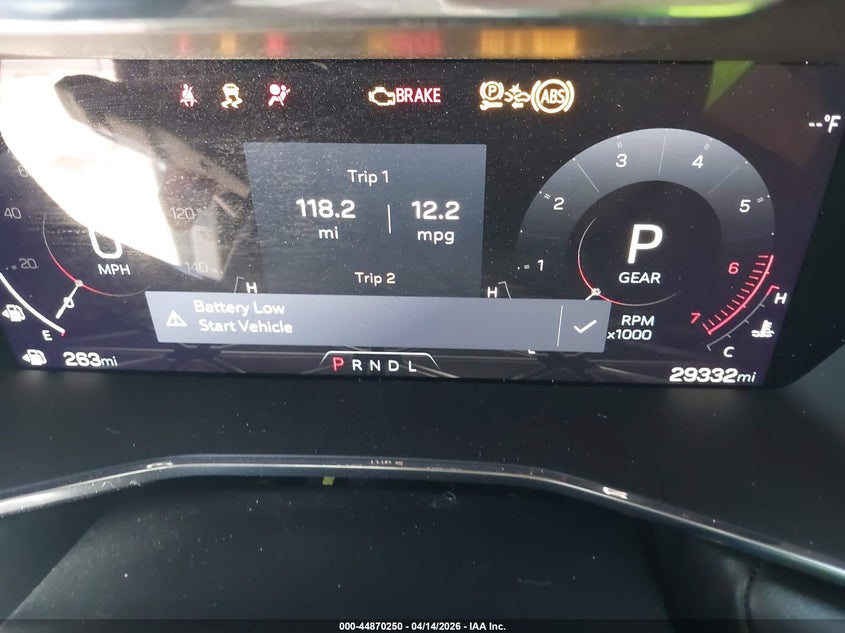 BRAKE
P ABS
--°F
Trip 1
118.2 12.2
mi mpg
Trip 2
40 120
20 140
0
MPH
1 2 3 4 5 6 7
P
GEAR
RPM
x1000
H
H
H
E
C
Battery Low
Start Vehicle
263mi
P R N D L
29332mi
000-44870250 - 04/14/2026 - IAA Inc.